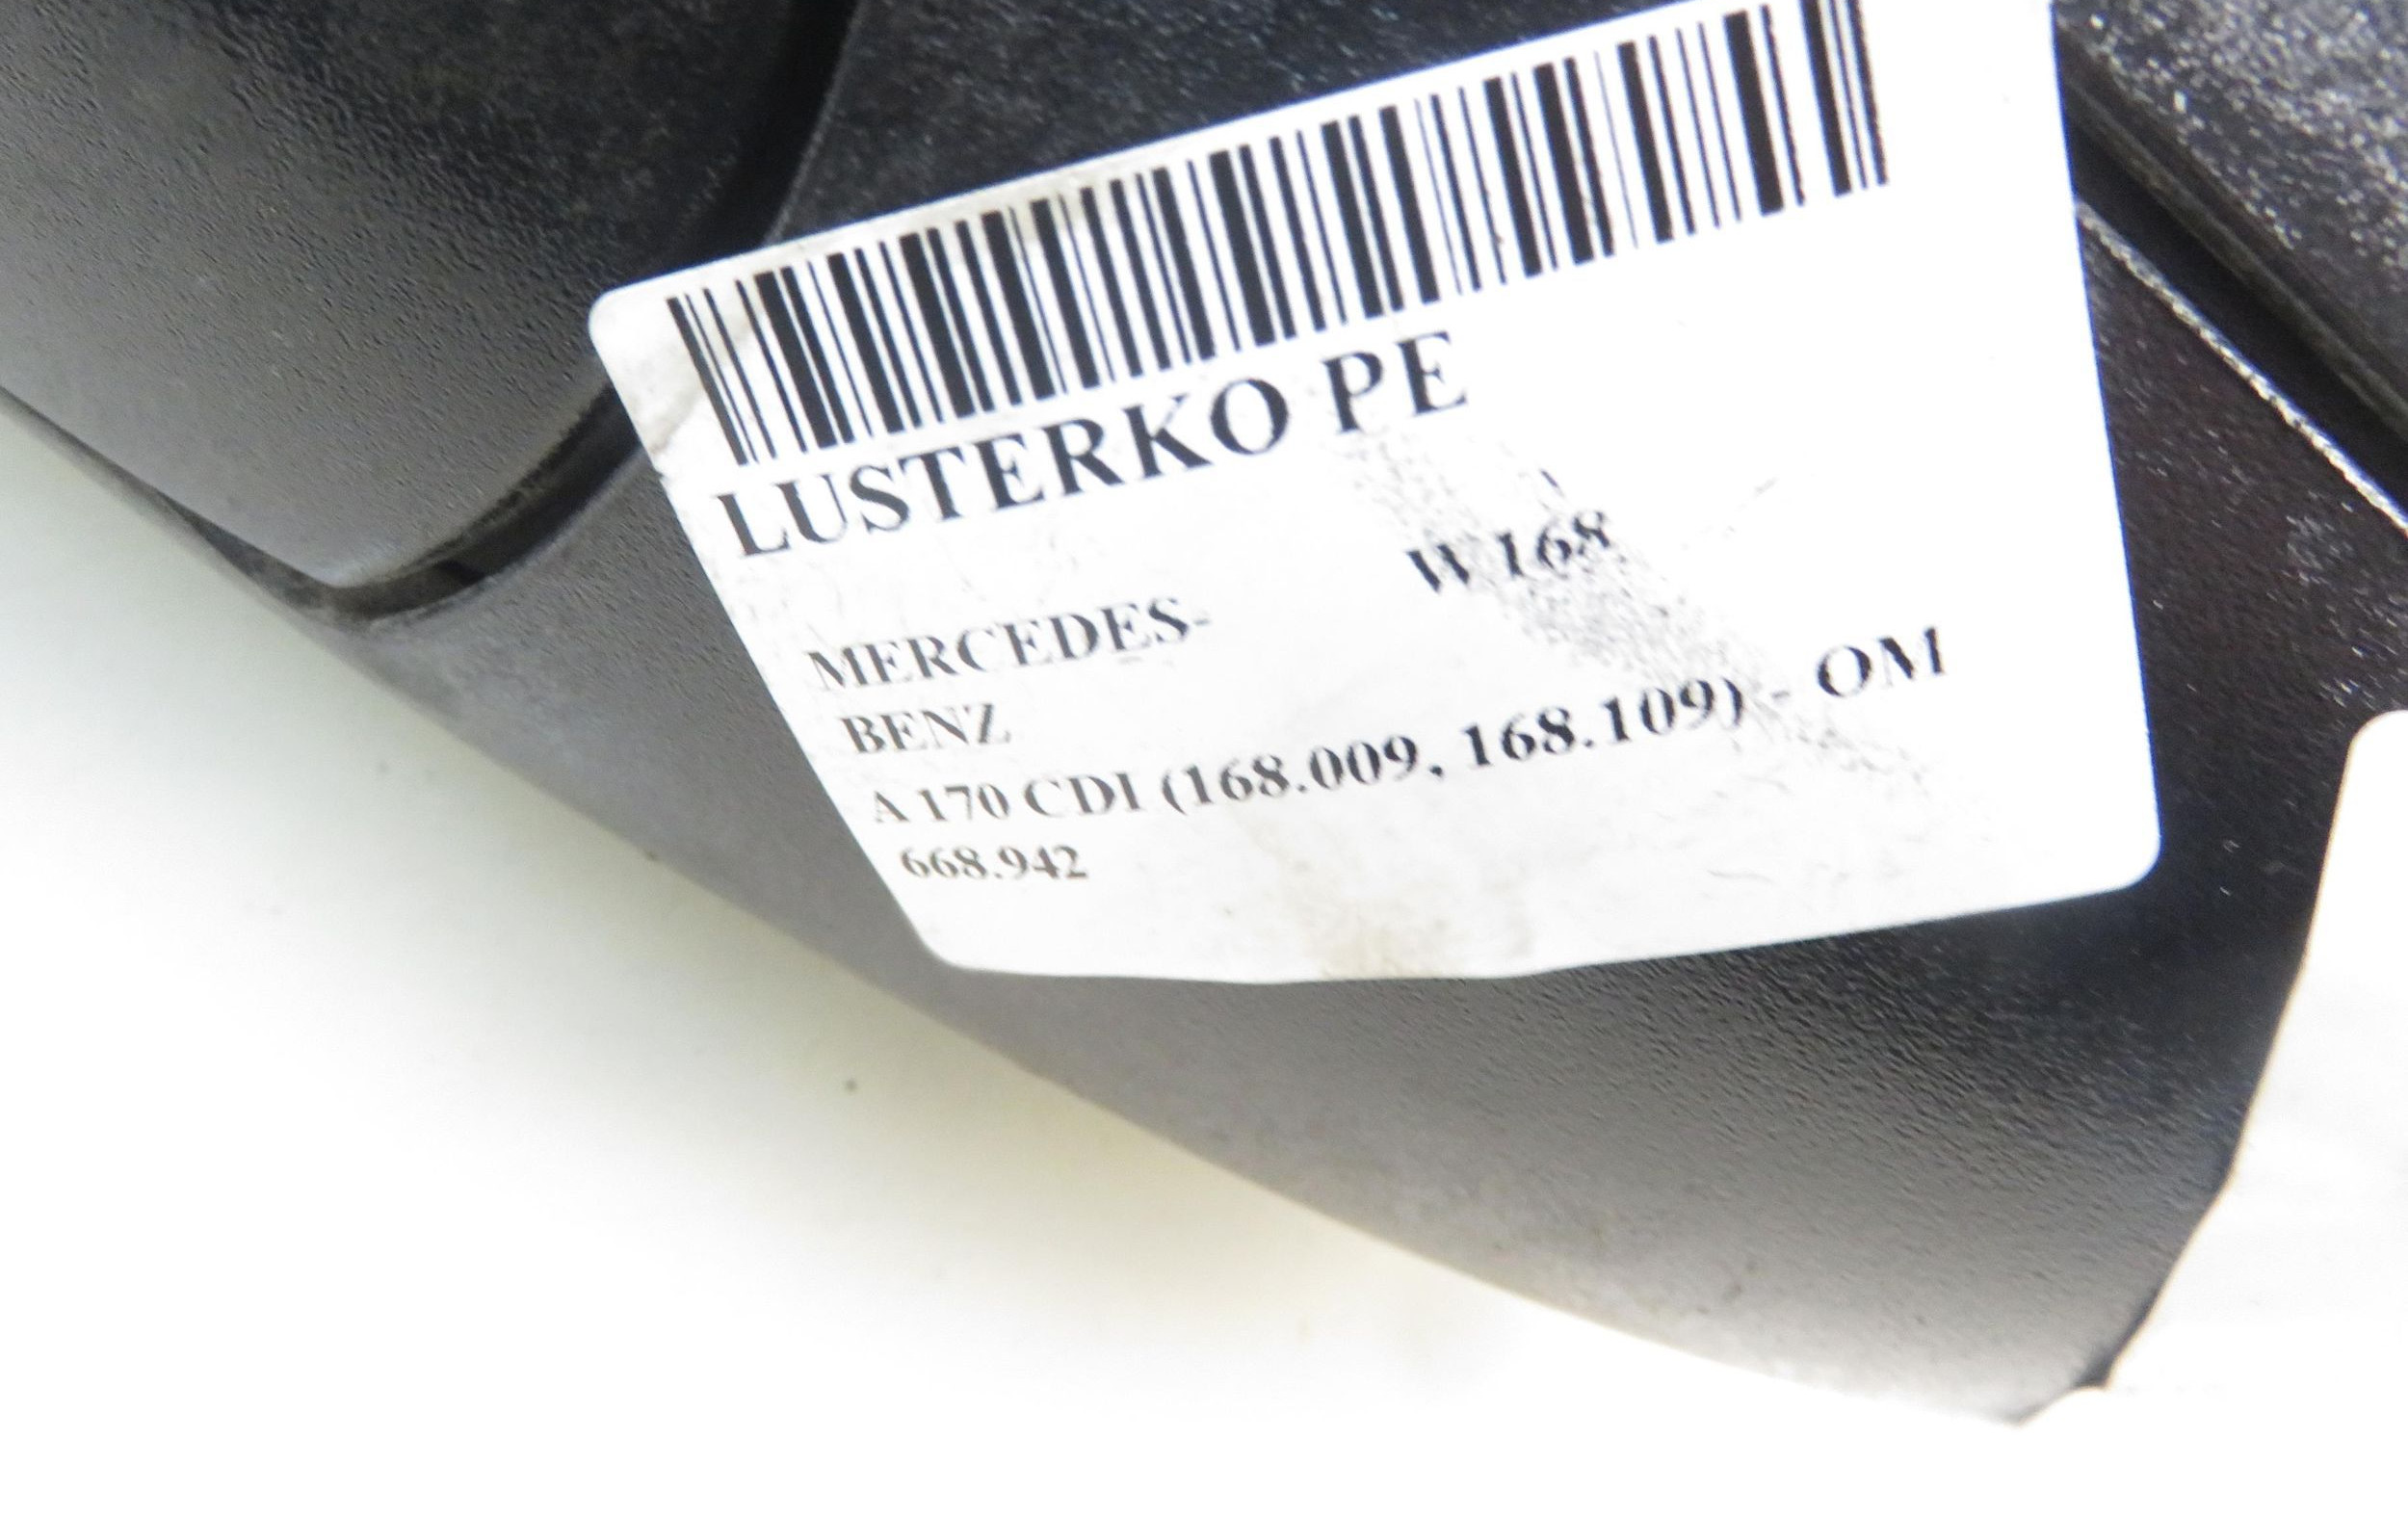 LUSTERKO PE
W168
MERCEDES-
BENZ
A 170 CDI (168.009, 168.109) - OM
668.942